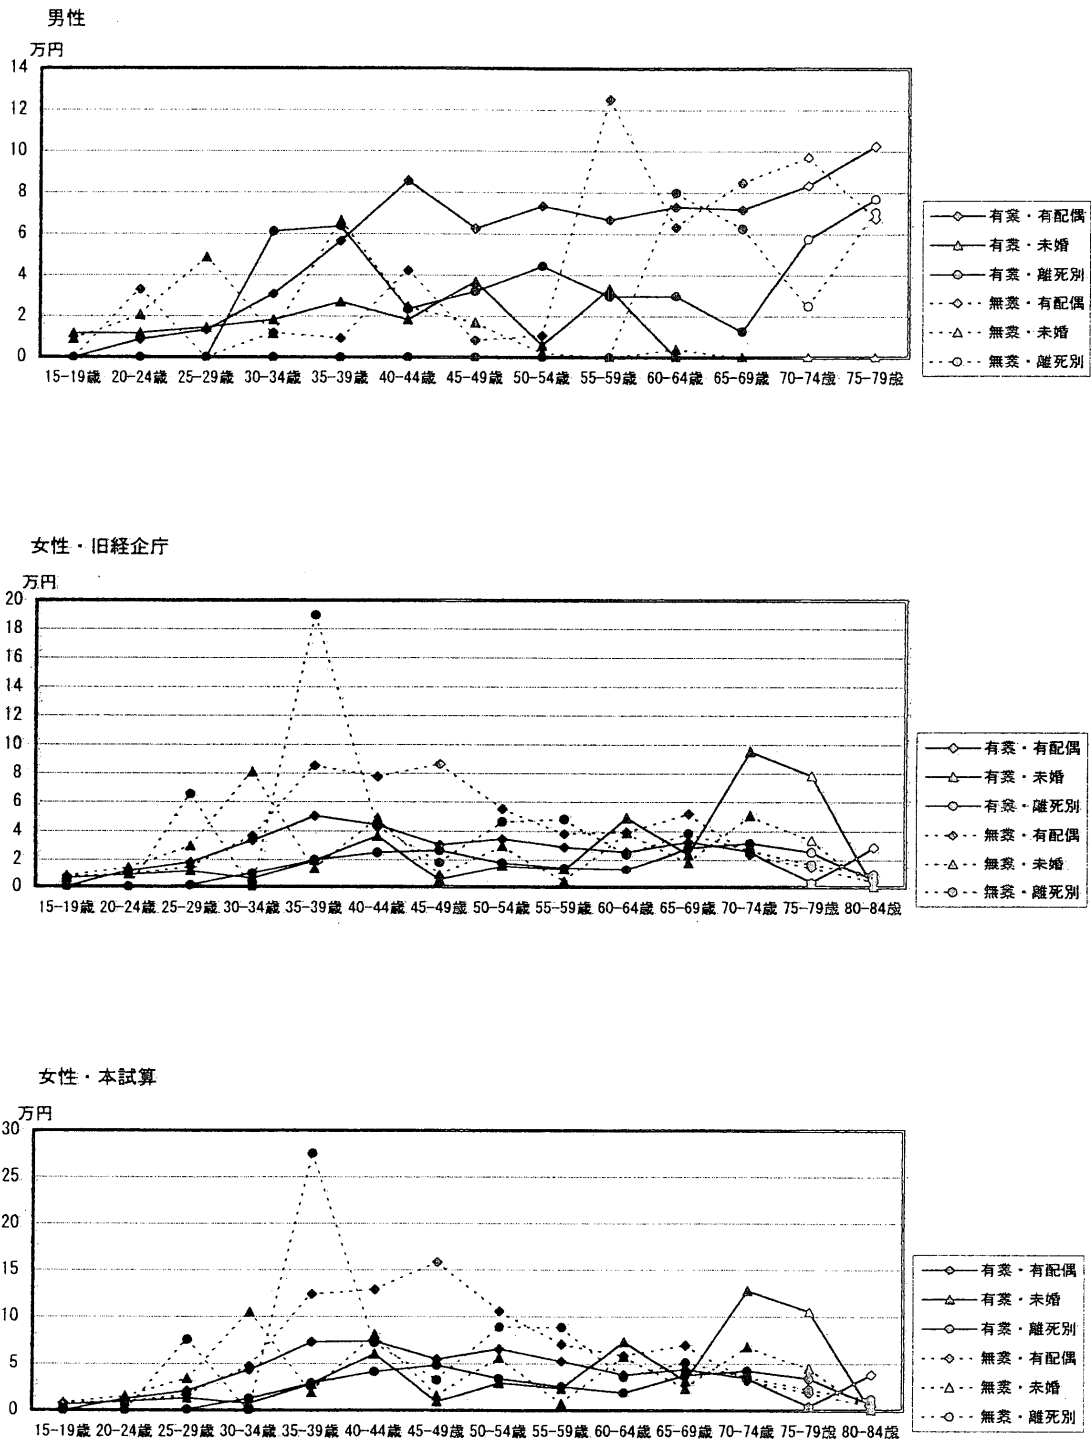 男性
万円
14
12
10
8
6
4
2
0
15-19歳 20-24歳 25-29歳 30-34歳 35-39歳 40-44歳 45-49歳 50-54歳 55-59歳 60-64歳 65-69歳 70-74歳 75-79歳
有業・有配偶
有業・未婚
有業・離死別
無業・有配偶
無業・未婚
無業・離死別
女性・旧経企庁
万円
20
18
16
14
12
10
8
6
4
2
0
15-19歳 20-24歳 25-29歳 30-34歳 35-39歳 40-44歳 45-49歳 50-54歳 55-59歳 60-64歳 65-69歳 70-74歳 75-79歳 80-84歳
有業・有配偶
有業・未婚
有業・離死別
無業・有配偶
無業・未婚
無業・離死別
女性・本試算
万円
30
25
20
15
10
5
0
15-19歳 20-24歳 25-29歳 30-34歳 35-39歳 40-44歳 45-49歳 50-54歳 55-59歳 60-64歳 65-69歳 70-74歳 75-79歳 80-84歳
有業・有配偶
有業・未婚
有業・離死別
無業・有配偶
無業・未婚
無業・離死別